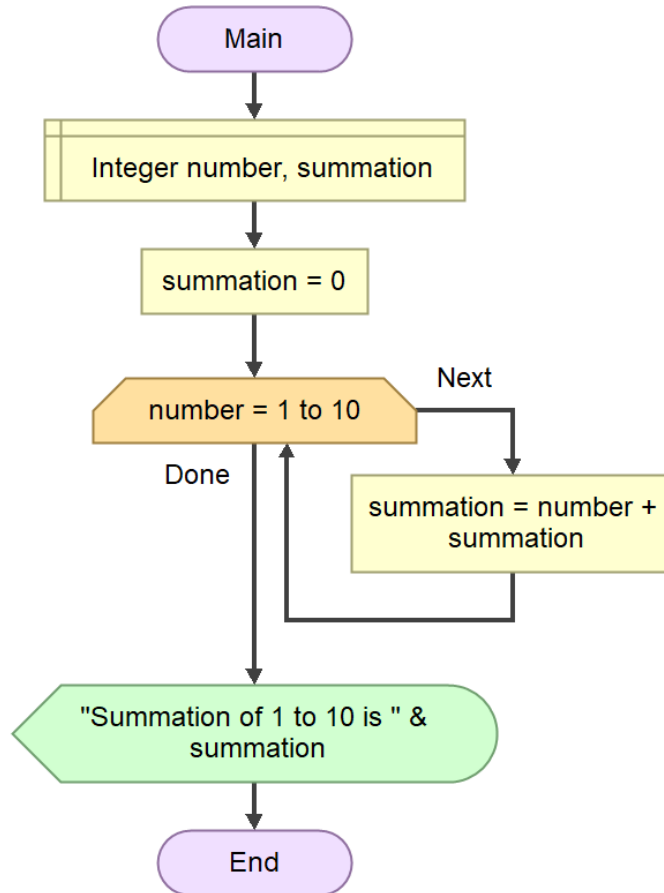 Main
Integer number, summation
summation = 0
number = 1 to 10
Next
Done
summation = number +
summation
"Summation of 1 to 10 is " &
summation
End